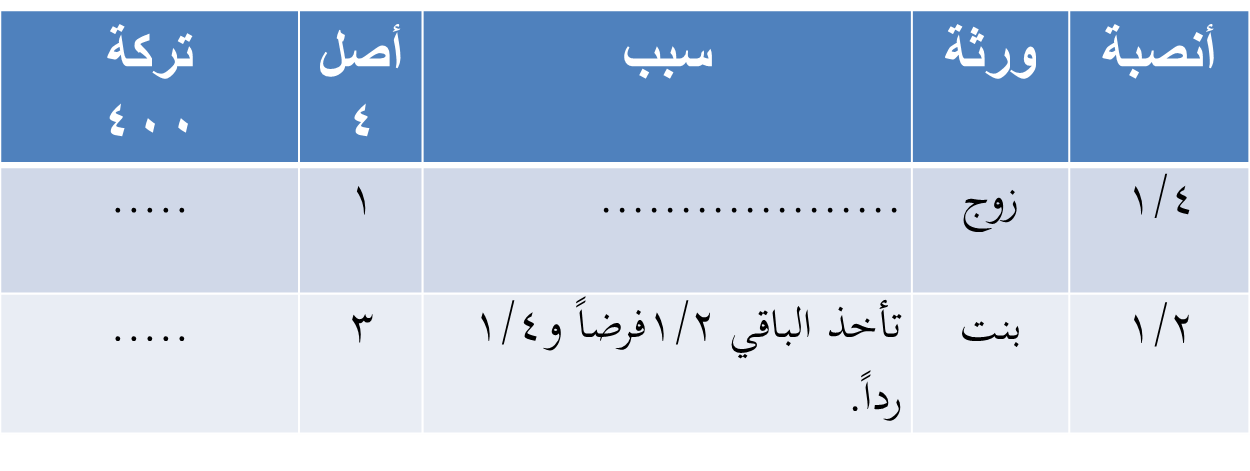 أنصبة ورثة سبب أصل ٤ تركة ٤٠٠
١/٤ زوج ................... ١ .....
١/٢ بنت تأخذ الباقي ١/٢فرضاً و١/٤ ٣ .....
رداً.